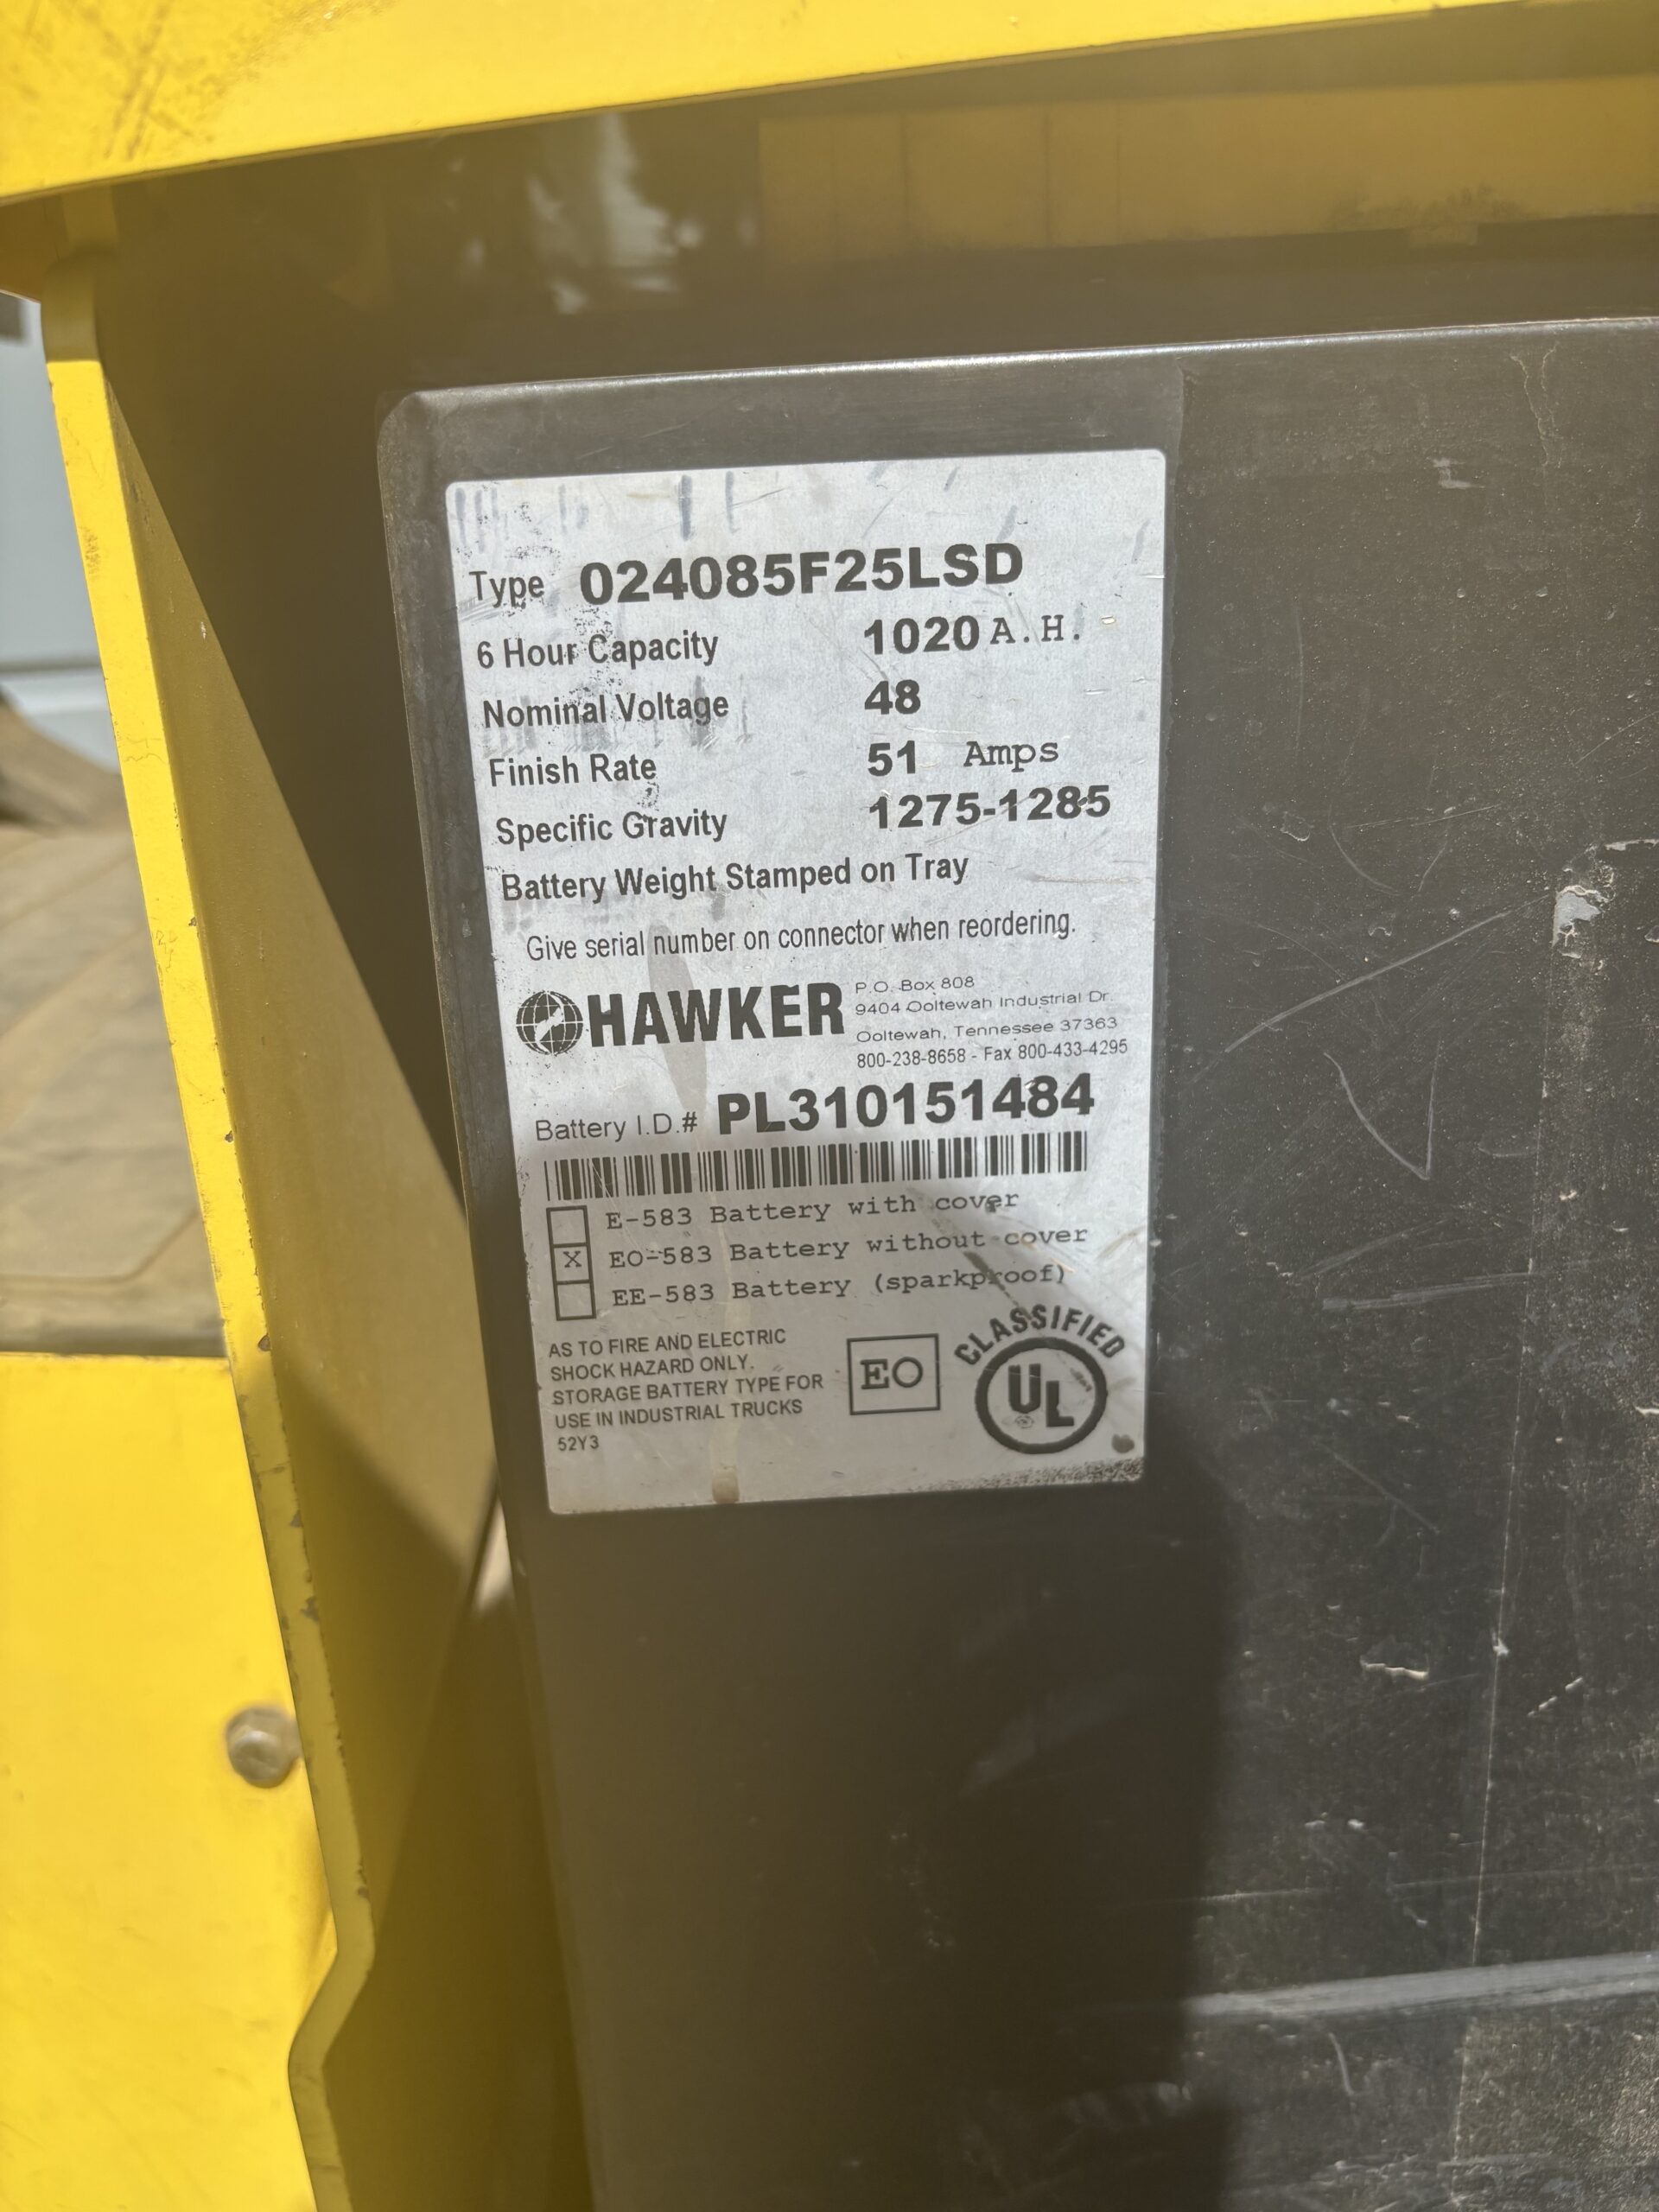 Type 024085F25LSD
6 Hour Capacity 1020 A.H.
Nominal Voltage 48
Finish Rate 51 Amps
Specific Gravity 1275-1285
Battery Weight Stamped on Tray
Give serial number on connector when reordering.
HAWKER
P.O. Box 808
9404 Ooltewah Industrial Dr.
Ooltewah, Tennessee 37363
800-238-8658 - Fax 800-433-4295
Battery I.D.# PL310151484
E-583 Battery with cover
X EO-583 Battery without cover
EE-583 Battery (sparkproof)
AS TO FIRE AND ELECTRIC
SHOCK HAZARD ONLY.
STORAGE BATTERY TYPE FOR
USE IN INDUSTRIAL TRUCKS
52Y3
EO
CLASSIFIED
UL